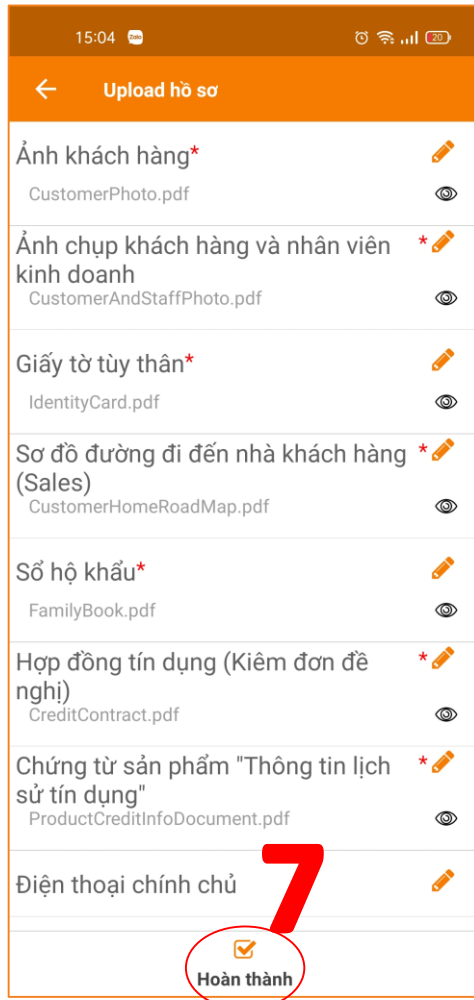 15:04 Zalo 20
Upload hồ sơ
Ảnh khách hàng*
CustomerPhoto.pdf
Ảnh chụp khách hàng và nhân viên *
kinh doanh
CustomerAndStaffPhoto.pdf
Giấy tờ tùy thân*
IdentityCard.pdf
Sơ đồ đường đi đến nhà khách hàng *
(Sales)
CustomerHomeRoadMap.pdf
Sổ hộ khẩu*
FamilyBook.pdf
Hợp đồng tín dụng (Kiêm đơn đề *
nghị)
CreditContract.pdf
Chứng từ sản phẩm "Thông tin lịch *
sử tín dụng"
ProductCreditInfoDocument.pdf
Điện thoại chính chủ
7
Hoàn thành